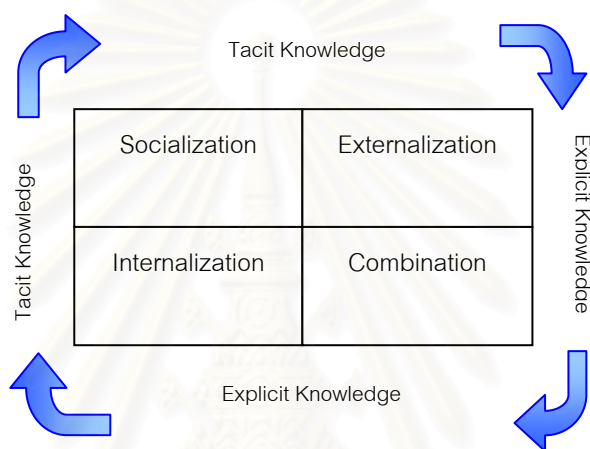 Tacit Knowledge
Socialization
Externalization
Tacit Knowledge
Explicit Knowledge
Internalization
Combination
Explicit Knowledge